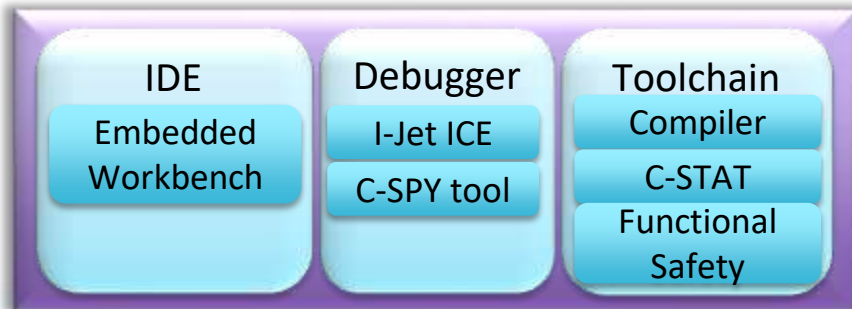 IDE
Embedded
Workbench
Debugger
I-Jet ICE
C-SPY tool
Toolchain
Compiler
C-STAT
Functional
Safety